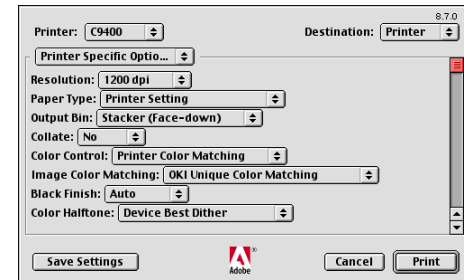 8.7.0
Printer: C9400 Destination: Printer
Printer Specific Optio...
Resolution: 1200 dpi
Paper Type: Printer Setting
Output Bin: Stacker (Face-down)
Collate: No
Color Control: Printer Color Matching
Image Color Matching: OKI Unique Color Matching
Black Finish: Auto
Color Halftone: Device Best Dither
Save Settings Adobe® Cancel Print